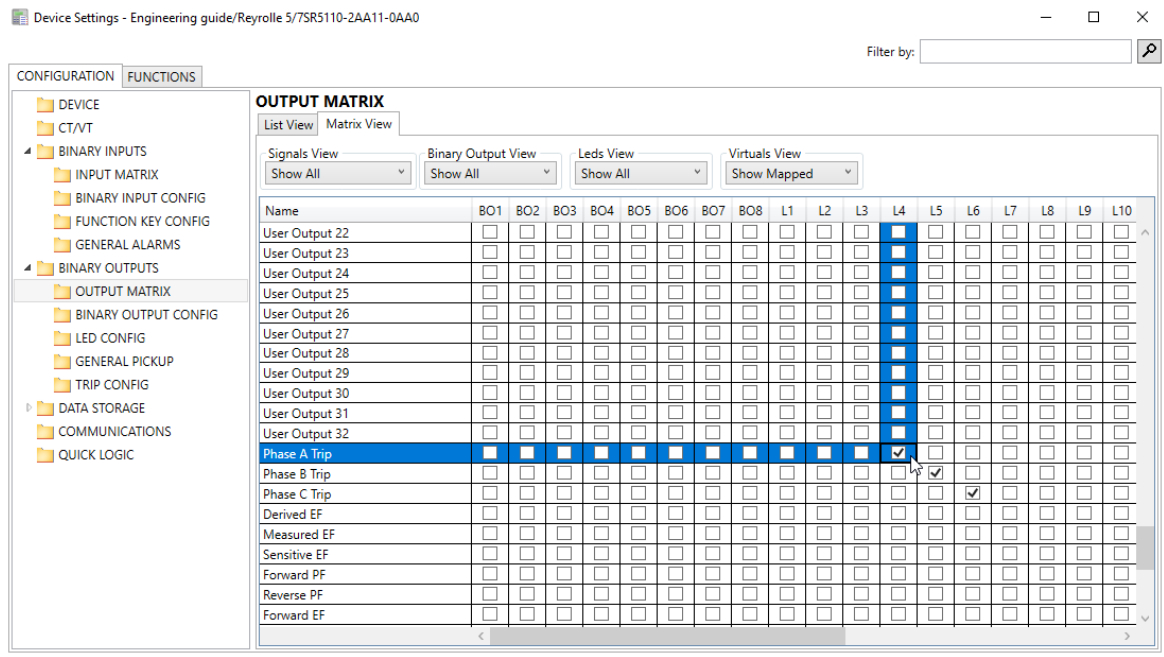 Device Settings - Engineering guide/Reyrolle 5/7SR5110-2AA11-0AA0
Filter by:
CONFIGURATION FUNCTIONS
DEVICE
CT/VT
BINARY INPUTS
INPUT MATRIX
BINARY INPUT CONFIG
FUNCTION KEY CONFIG
GENERAL ALARMS
BINARY OUTPUTS
OUTPUT MATRIX
BINARY OUTPUT CONFIG
LED CONFIG
GENERAL PICKUP
TRIP CONFIG
DATA STORAGE
COMMUNICATIONS
QUICK LOGIC
OUTPUT MATRIX
List View Matrix View
Signals View Binary Output View Leds View Virtuals View
Show All Show All Show All Show Mapped
Name BO1 BO2 BO3 BO4 BO5 BO6 BO7 BO8 L1 L2 L3 L4 L5 L6 L7 L8 L9 L10
User Output 22
User Output 23
User Output 24
User Output 25
User Output 26
User Output 27
User Output 28
User Output 29
User Output 30
User Output 31
User Output 32
Phase A Trip
Phase B Trip
Phase C Trip
Derived EF
Measured EF
Sensitive EF
Forward PF
Reverse PF
Forward EF